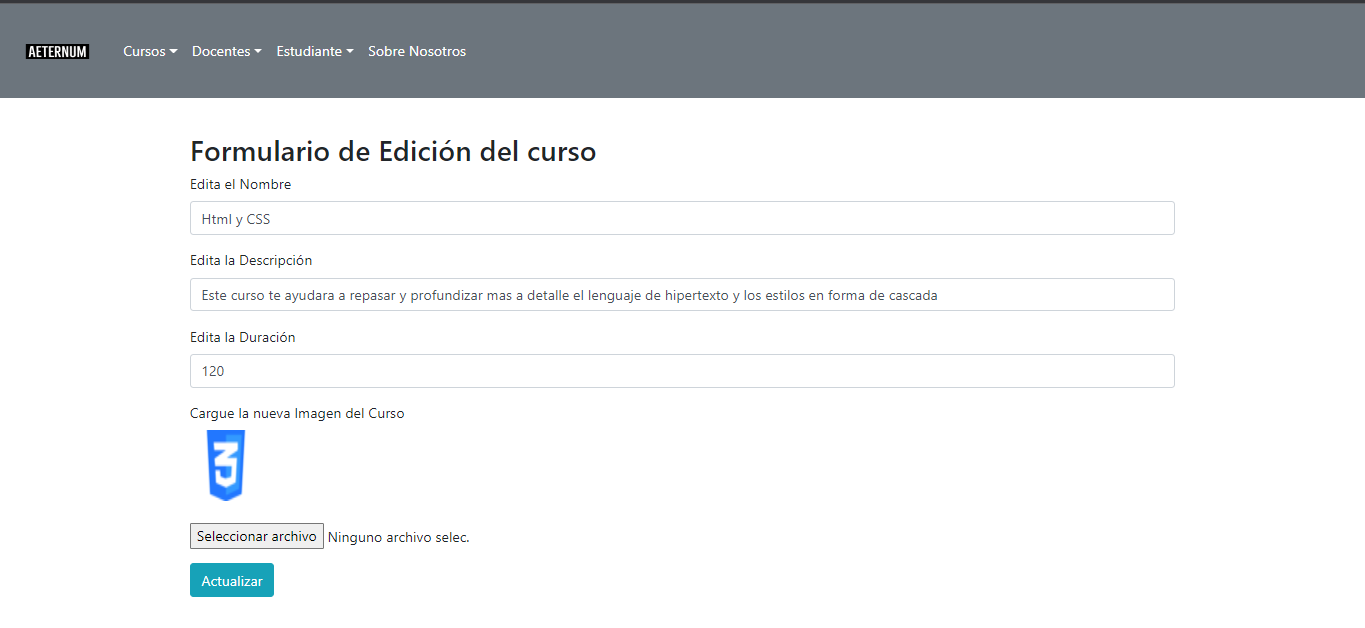 AETERNUM Cursos Docentes Estudiante Sobre Nosotros
Formulario de Edición del curso
Edita el Nombre
Html y CSS
Edita la Descripción
Este curso te ayudara a repasar y profundizar mas a detalle el lenguaje de hipertexto y los estilos en forma de cascada
Edita la Duración
120
Cargue la nueva Imagen del Curso
3
Seleccionar archivo Ninguno archivo selec.
Actualizar